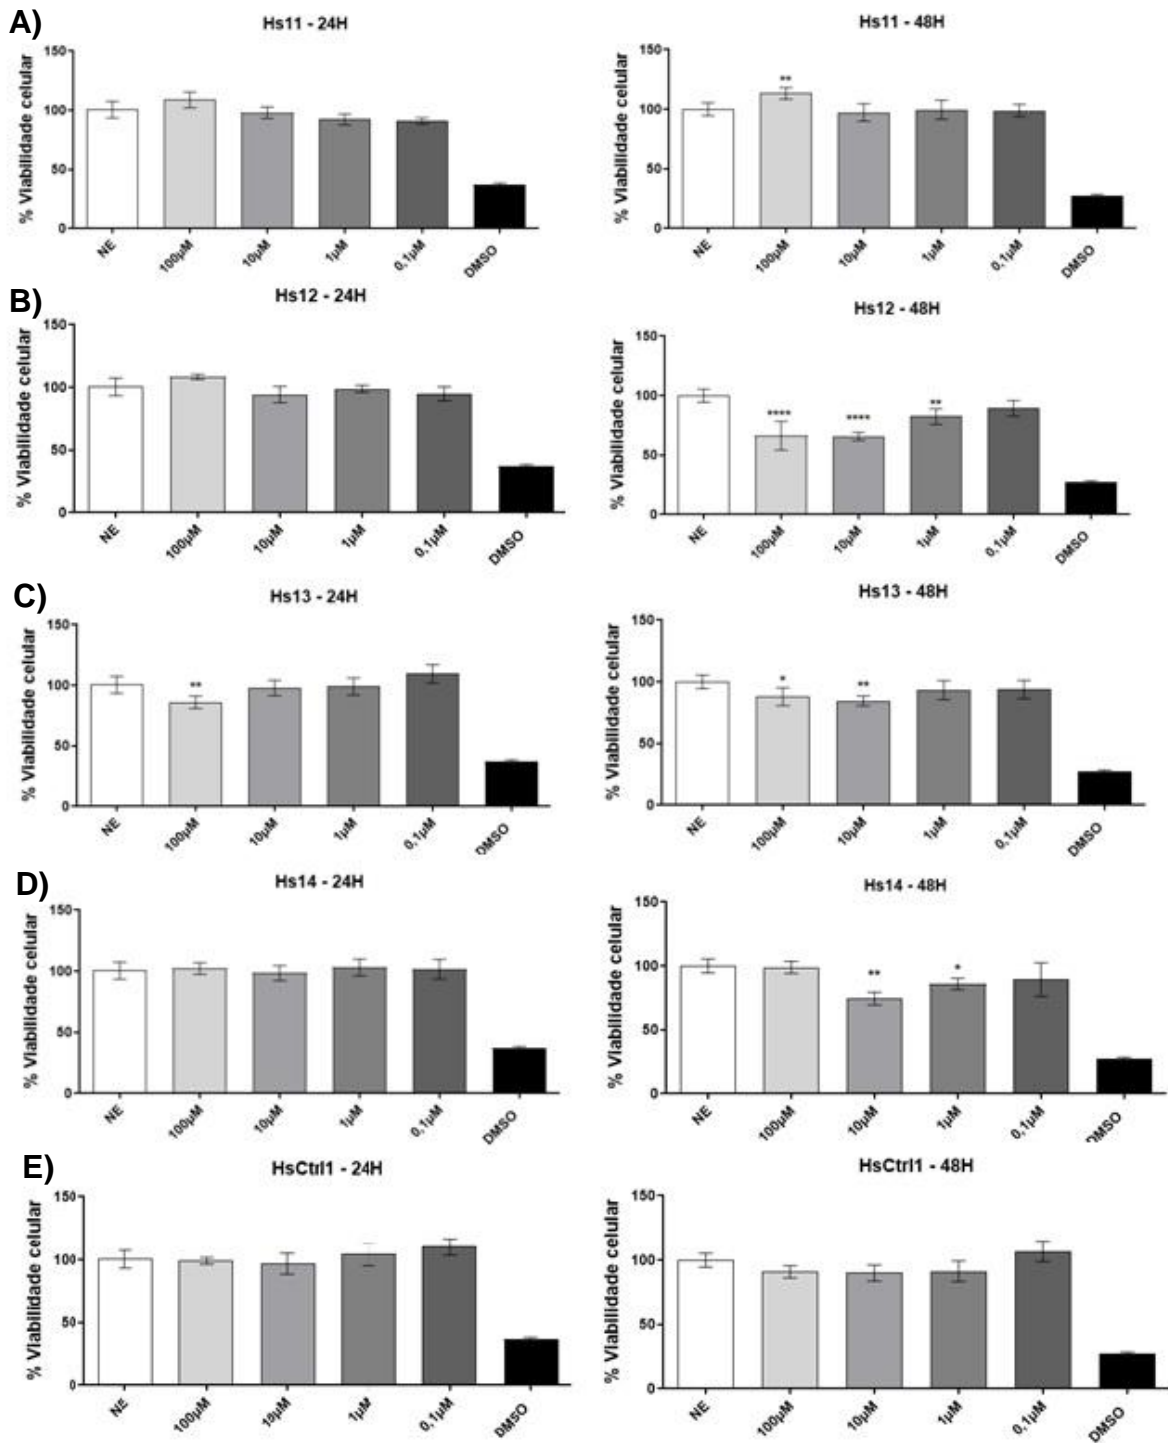 A)
Hs11 - 24H
% Viabilidade celular
150
100
50
0
NE
100µM
10µM
1µM
0,1µM
DMSO
Hs11 - 48H
% Viabilidade celular
150
100
50
0
**
NE
100µM
10µM
1µM
0,1µM
DMSO
B)
Hs12 - 24H
% Viabilidade celular
150
100
50
0
NE
100µM
10µM
1µM
0,1µM
DMSO
Hs12 - 48H
% Viabilidade celular
150
100
50
0
****
****
**
NE
100µM
10µM
1µM
0,1µM
DMSO
C)
Hs13 - 24H
% Viabilidade celular
150
100
50
0
**
NE
100µM
10µM
1µM
0,1µM
DMSO
Hs13 - 48H
% Viabilidade celular
150
100
50
0
*
**
NE
100µM
10µM
1µM
0,1µM
DMSO
D)
Hs14 - 24H
% Viabilidade celular
150
100
50
0
NE
100µM
10µM
1µM
0,1µM
DMSO
Hs14 - 48H
% Viabilidade celular
150
100
50
0
**
*
NE
100µM
10µM
1µM
0,1µM
DMSO
E)
HsCtrl1 - 24H
% Viabilidade celular
150
100
50
0
NE
100µM
10µM
1µM
0,1µM
DMSO
HsCtrl1 - 48H
% Viabilidade celular
150
100
50
0
NE
100µM
10µM
1µM
0,1µM
DMSO